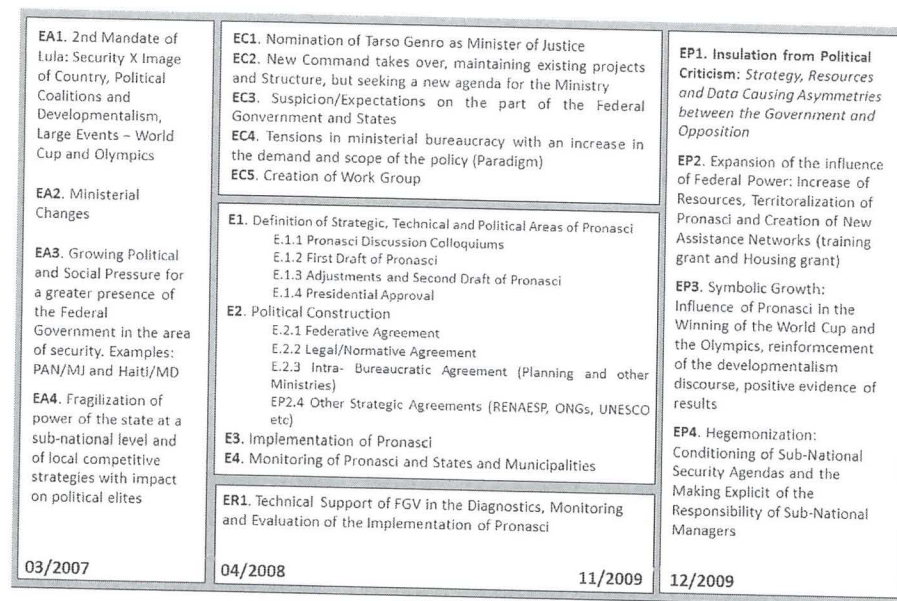 EA1. 2nd Mandate of
Lula: Security X Image
of Country, Political
Coalitions and
Developmentalism,
Large Events – World
Cup and Olympics
EA2. Ministerial
Changes
EA3. Growing Political
and Social Pressure for
a greater presence of
the Federal
Government in the area
of security. Examples:
PAN/MJ and Haiti/MD
EA4. Fragilization of
power of the state at a
sub-national level and
of local competitive
strategies with impact
on political elites
03/2007
EC1. Nomination of Tarso Genro as Minister of Justice
EC2. New Command takes over, maintaining existing projects
and Structure, but seeking a new agenda for the Ministry
EC3. Suspicion/Expectations on the part of the Federal
Gonvernment and States
EC4. Tensions in ministerial bureaucracy with an increase in
the demand and scope of the policy (Paradigm)
EC5. Creation of Work Group
E1. Definition of Strategic, Technical and Political Areas of Pronasci
E.1.1 Pronasci Discussion Colloquiums
E.1.2 First Draft of Pronasci
E.1.3 Adjustments and Second Draft of Pronasci
E.1.4 Presidential Approval
E2. Political Construction
E.2.1 Federative Agreement
E.2.2 Legal/Normative Agreement
E.2.3 Intra- Bureaucratic Agreement (Planning and other
Ministries)
EP2.4 Other Strategic Agreements (RENAESP, ONGs, UNESCO
etc)
E3. Implementation of Pronasci
E4. Monitoring of Pronasci and States and Municipalities
ER1. Technical Support of FGV in the Diagnostics, Monitoring
and Evaluation of the Implementation of Pronasci
04/2008 11/2009
EP1. Insulation from Political
Criticism: Strategy, Resources
and Data Causing Asymmetries
between the Government and
Opposition
EP2. Expansion of the influence
of Federal Power: Increase of
Resources, Territoralization of
Pronasci and Creation of New
Assistance Networks (training
grant and Housing grant)
EP3. Symbolic Growth:
Influence of Pronasci in the
Winning of the World Cup and
the Olympics, reinformcement
of the developmentalism
discourse, positive evidence of
results
EP4. Hegemonization:
Conditioning of Sub-National
Security Agendas and the
Making Explicit of the
Responsibility of Sub-National
Managers
12/2009